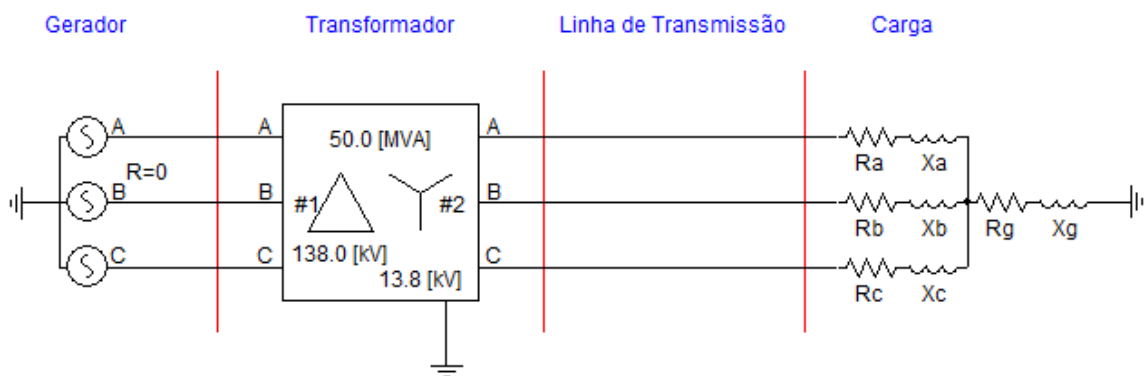 Gerador Transformador Linha de Transmissão Carga
A A 50.0 [MVA] A Ra Xa
R=0
B B #1 #2 B Rb Xb Rg Xg
138.0 [kV]
C C 13.8 [kV] C Rc Xc